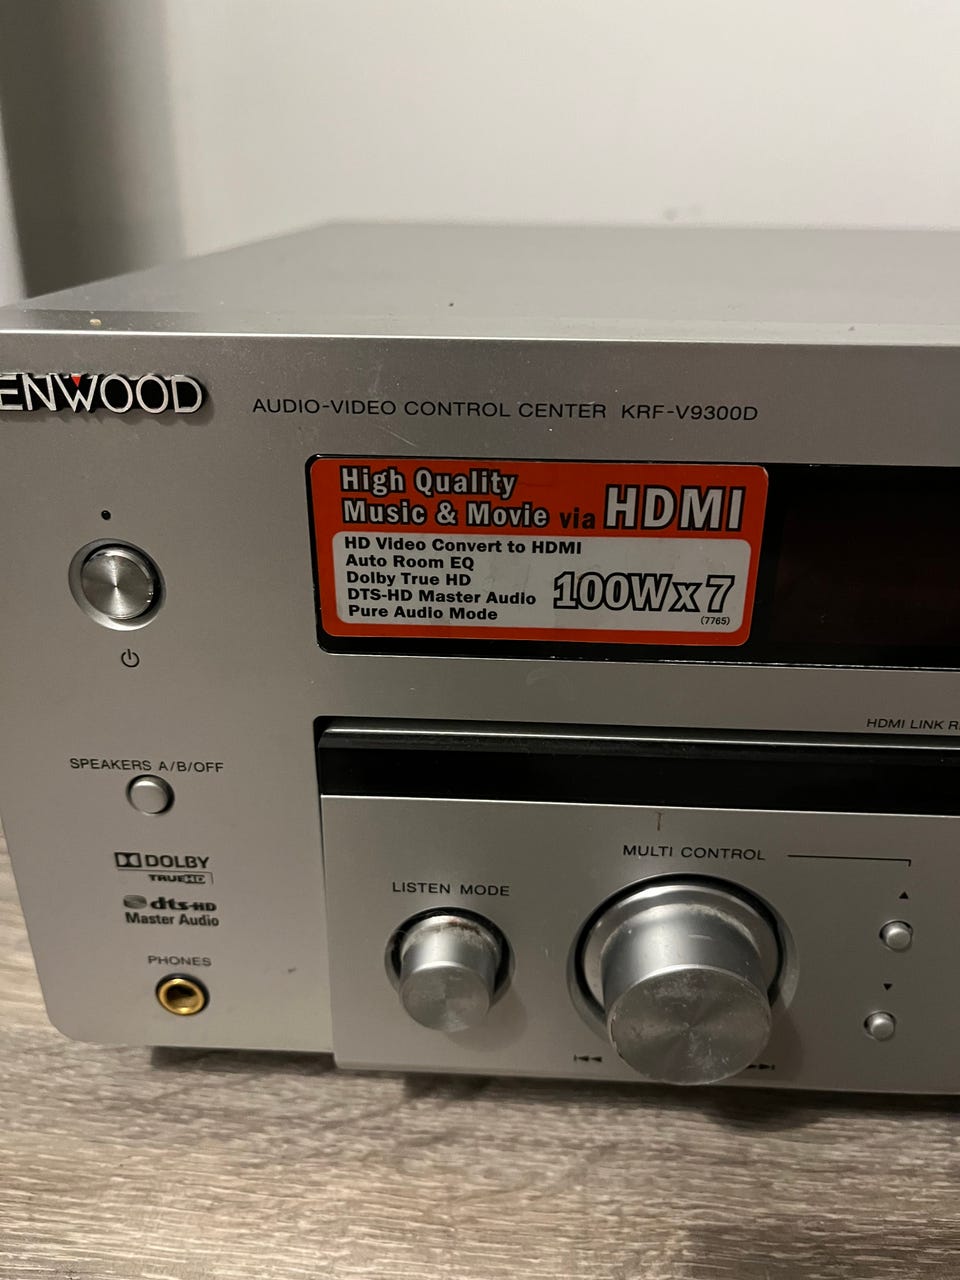 ENWOOD
AUDIO-VIDEO CONTROL CENTER KRF-V9300D
High Quality
Music & Movie via HDMI
HD Video Convert to HDMI
Auto Room EQ
Dolby True HD
DTS-HD Master Audio
Pure Audio Mode
100W x 7
(7765)
HDMI LINK R
SPEAKERS A/B/OFF
DOLBY
TRUEHD
dts-HD
Master Audio
PHONES
MULTI CONTROL
LISTEN MODE